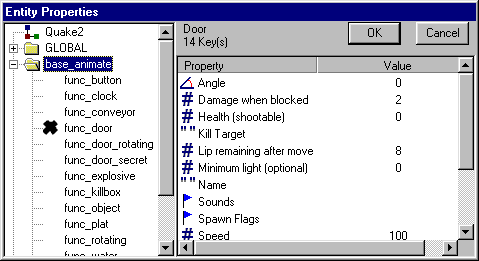 Entity Properties
Quake2
GLOBAL
base_animate
func_button
func_clock
func_conveyor
func_door
func_door_rotating
func_door_secret
func_explosive
func_killbox
func_object
func_plat
func_rotating
func_water
Door
14 Key(s)
OK
Cancel
Property Value
Angle 0
# Damage when blocked 2
# Health (shootable) 0
" " Kill Target
# Lip remaining after move 8
# Minimum light (optional) 0
" " Name
Sounds
Spawn Flags
# Speed 100